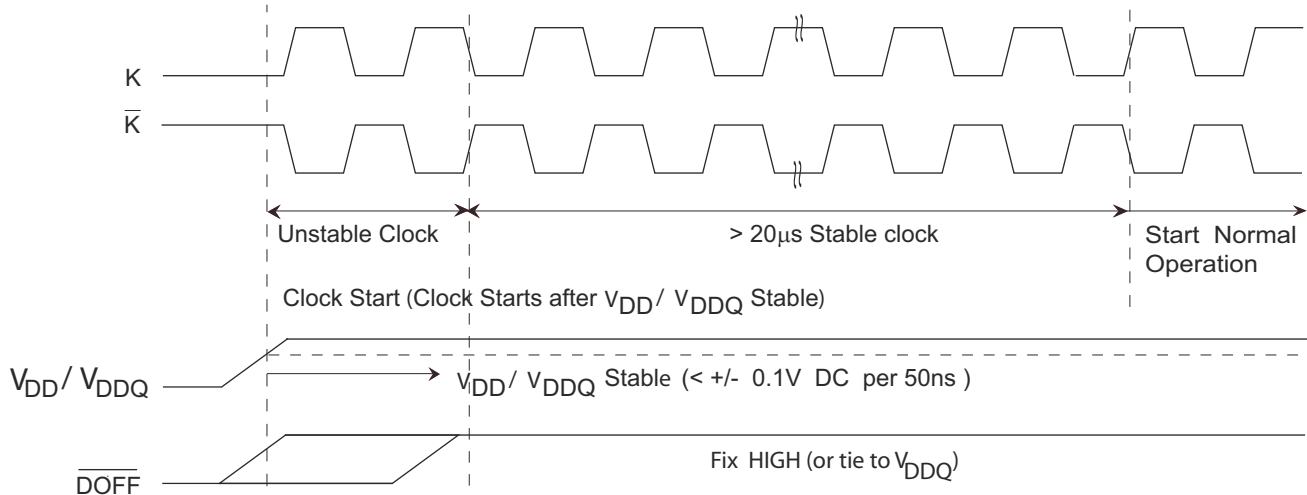 K
K̅
Unstable Clock
> 20μs Stable clock
Start Normal
Operation
Clock Start (Clock Starts after VDD / VDDQ Stable)
VDD / VDDQ
VDD / VDDQ Stable (< +/- 0.1V DC per 50ns )
Fix HIGH (or tie to VDDQ)
D̅O̅F̅F̅